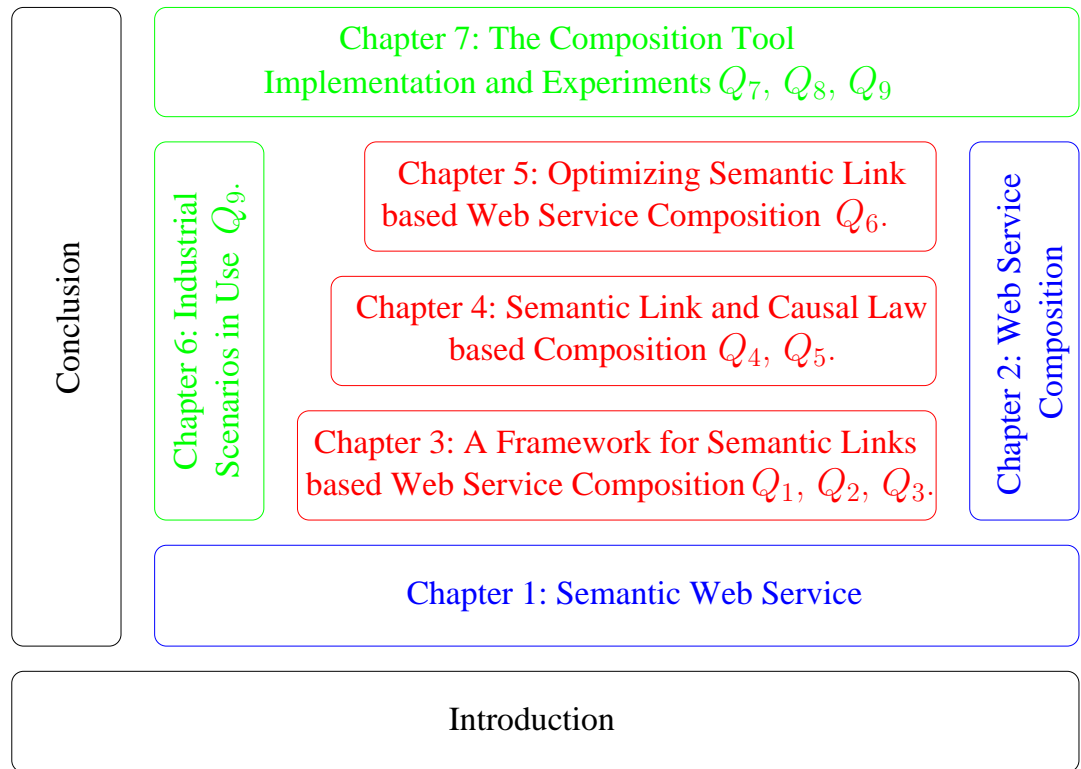 Chapter 7: The Composition Tool
Implementation and Experiments Q7, Q8, Q9
Conclusion
Chapter 6: Industrial
Scenarios in Use Q9.
Chapter 5: Optimizing Semantic Link
based Web Service Composition Q6.
Chapter 4: Semantic Link and Causal Law
based Composition Q4, Q5.
Chapter 3: A Framework for Semantic Links
based Web Service Composition Q1, Q2, Q3.
Chapter 2: Web Service
Composition
Chapter 1: Semantic Web Service
Introduction